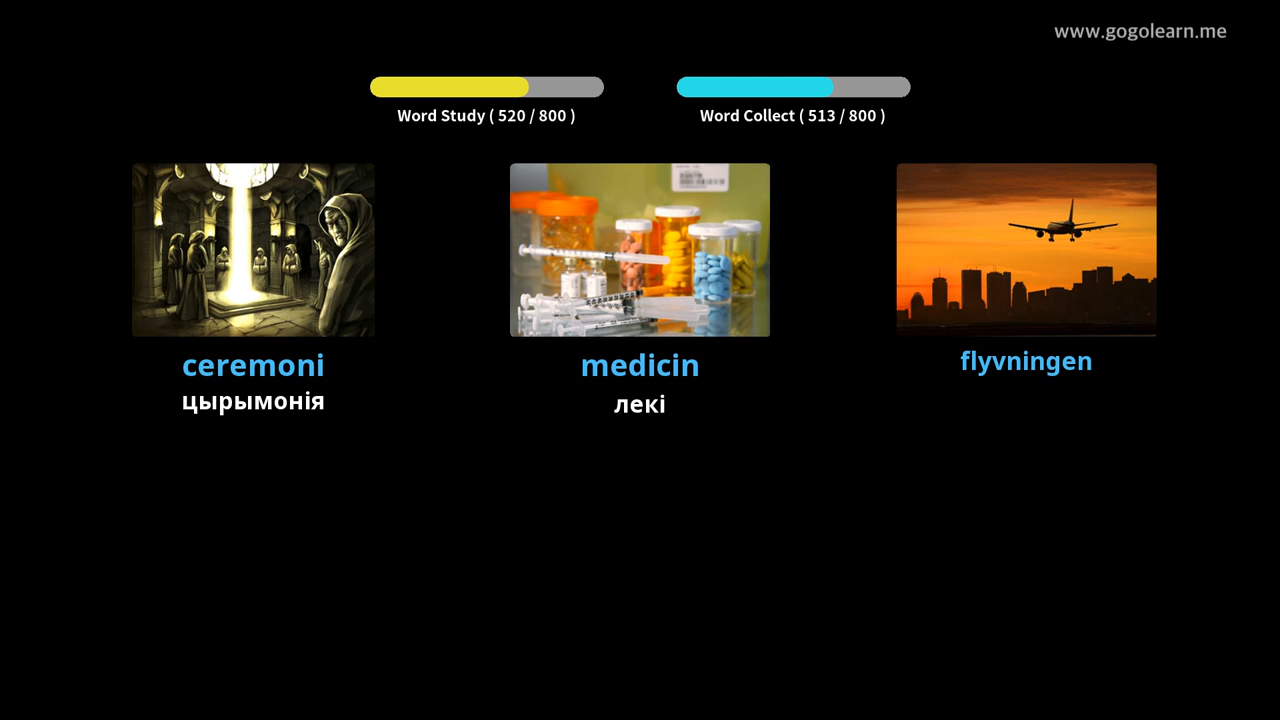 www.gogolearn.me
Word Study ( 520 / 800 )
Word Collect ( 513 / 800 )
ceremoni
цырымонія
medicin
лекі
flyvningen